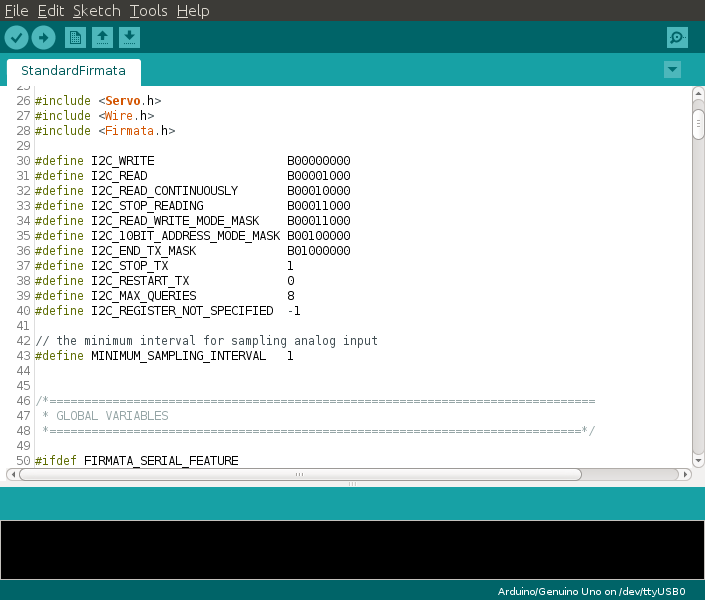 File Edit Sketch Tools Help
StandardFirmata
25
26 #include <Servo.h>
27 #include <Wire.h>
28 #include <Firmata.h>
29
30 #define I2C_WRITE B00000000
31 #define I2C_READ B00001000
32 #define I2C_READ_CONTINUOUSLY B00010000
33 #define I2C_STOP_READING B00011000
34 #define I2C_READ_WRITE_MODE_MASK B00011000
35 #define I2C_10BIT_ADDRESS_MODE_MASK B00100000
36 #define I2C_END_TX_MASK B01000000
37 #define I2C_STOP_TX 1
38 #define I2C_RESTART_TX 0
39 #define I2C_MAX_QUERIES 8
40 #define I2C_REGISTER_NOT_SPECIFIED -1
41
42 // the minimum interval for sampling analog input
43 #define MINIMUM_SAMPLING_INTERVAL 1
44
45
46 /*==============================================================================
47 * GLOBAL VARIABLES
48 *============================================================================*/
49
50 #ifdef FIRMATA_SERIAL_FEATURE
Arduino/Genuino Uno on /dev/ttyUSB0